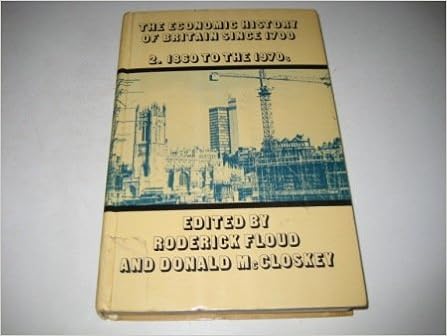 THE ECONOMIC HISTORY
OF BRITAIN SINCE 1700
2. 1860 TO THE 1970s
EDITED BY
RODERICK FLOUD
AND DONALD McCLOSKEY